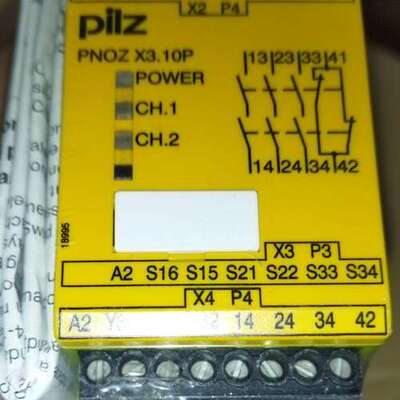 X2 P4
pilz
PNOZ X3.10P
POWER
CH.1
CH.2
13 23 33 41
14 24 34 42
18995
X3 P3
A2 S16 S15 S21 S22 S33 S34
X4 P4
A2 14 24 34 42